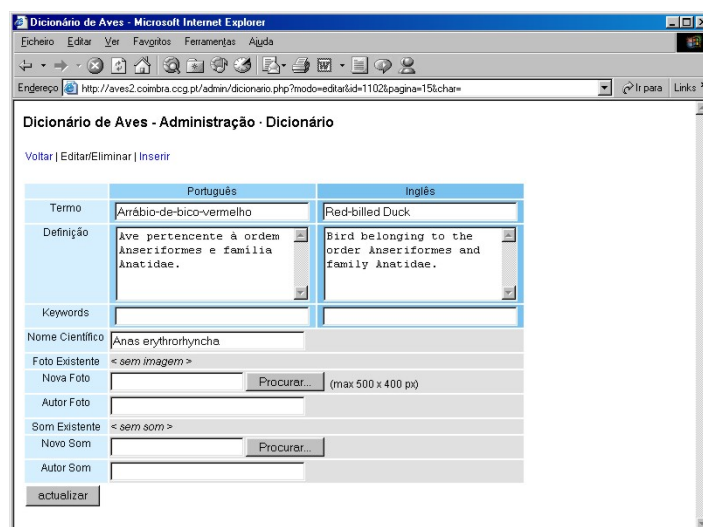 Dicionário de Aves - Microsoft Internet Explorer
Ficheiro Editar Ver Favoritos Ferramentas Ajuda
Endereço http://aves2.coimbra.ccg.pt/admin/dicionario.php?modo=editar&id=1102&pagina=15&char= Ir para Links »
Dicionário de Aves - Administração · Dicionário
Voltar | Editar/Eliminar | Inserir
Português Inglês
Termo Arrábio-de-bico-vermelho Red-billed Duck
Definição Ave pertencente à ordem Bird belonging to the
Anseriformes e família order Anseriformes and
Anatidae. family Anatidae.
Keywords
Nome Científico Anas erythrorhyncha
Foto Existente < sem imagem >
Nova Foto Procurar... (max 500 x 400 px)
Autor Foto
Som Existente < sem som >
Novo Som Procurar...
Autor Som
actualizar